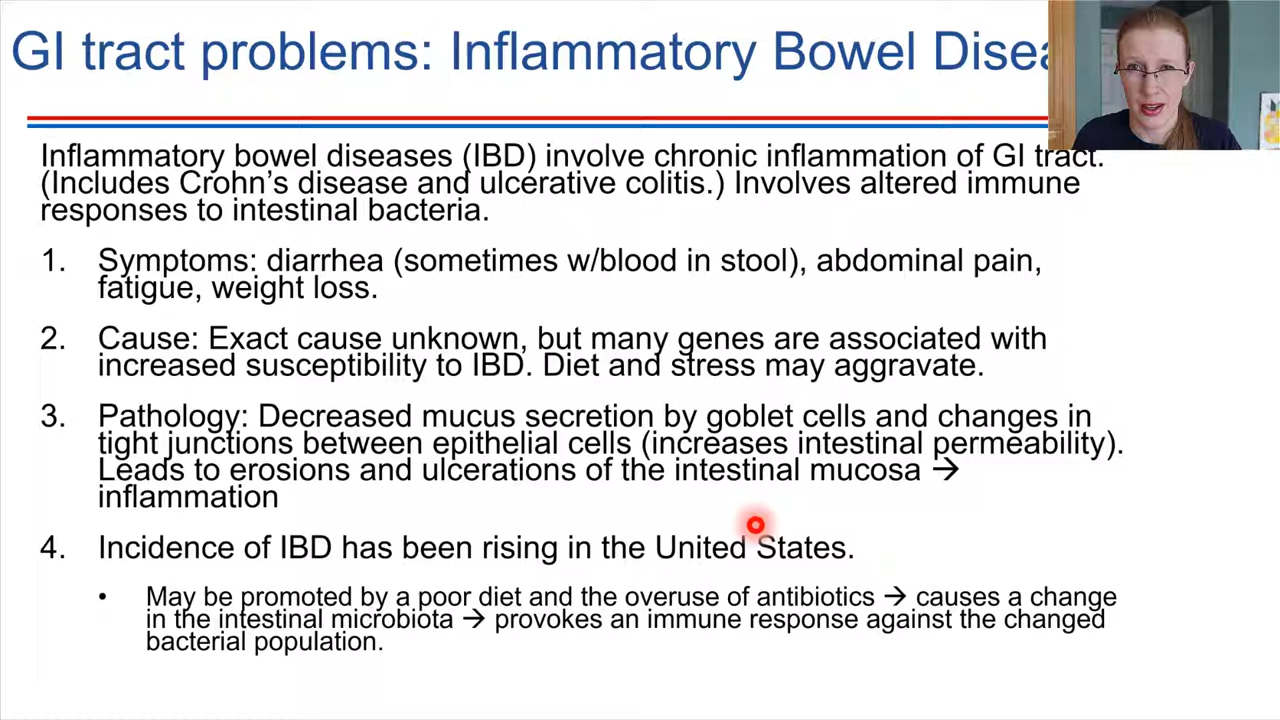 GI tract problems: Inflammatory Bowel Disea
Inflammatory bowel diseases (IBD) involve chronic inflammation of GI tract.
(Includes Crohn's disease and ulcerative colitis.) Involves altered immune
responses to intestinal bacteria.
1. Symptoms: diarrhea (sometimes w/blood in stool), abdominal pain,
fatigue, weight loss.
2. Cause: Exact cause unknown, but many genes are associated with
increased susceptibility to IBD. Diet and stress may aggravate.
3. Pathology: Decreased mucus secretion by goblet cells and changes in
tight junctions between epithelial cells (increases intestinal permeability).
Leads to erosions and ulcerations of the intestinal mucosa →
inflammation
4. Incidence of IBD has been rising in the United States.
• May be promoted by a poor diet and the overuse of antibiotics → causes a change
in the intestinal microbiota → provokes an immune response against the changed
bacterial population.